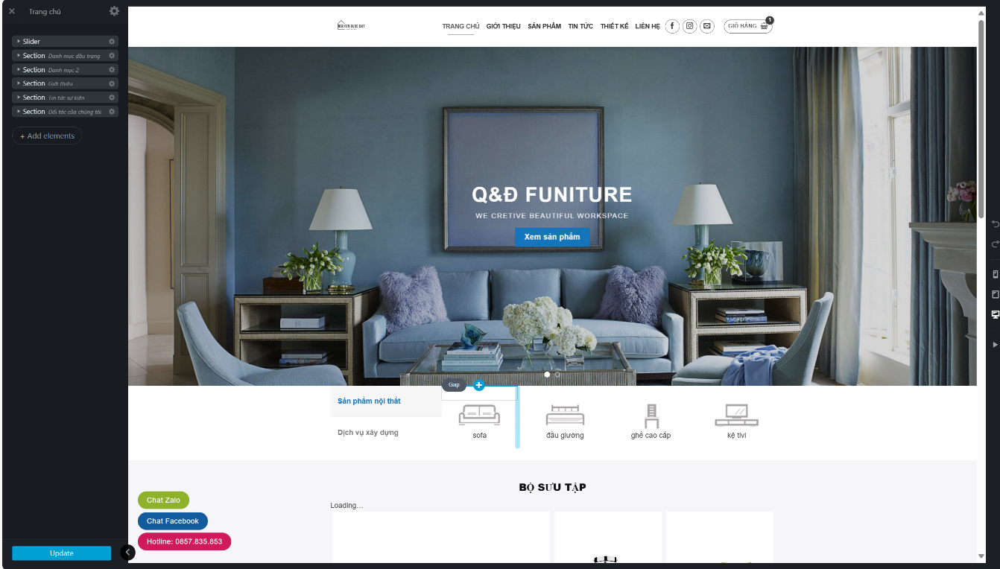 Trang chủ
Slider
Section Danh mục đầu trang
Section Danh mục 2
Section Giới thiệu
Section Tin tức sự kiện
Section Đối tác của chúng tôi
+ Add elements
Update
NGUYEN QUOC DAT
TRANG CHỦ GIỚI THIỆU SẢN PHẨM TIN TỨC THIẾT KẾ LIÊN HỆ GIỎ HÀNG 1
Q&Đ FUNITURE
WE CRETIVE BEAUTIFUL WORKSPACE
Xem sản phẩm
Gap
Sản phẩm nội thất
Dịch vụ xây dựng
sofa đầu giường ghế cao cấp kệ tivi
BỘ SƯU TẬP
Loading...
Chat Zalo
Chat Facebook
Hotline: 0857.835.853